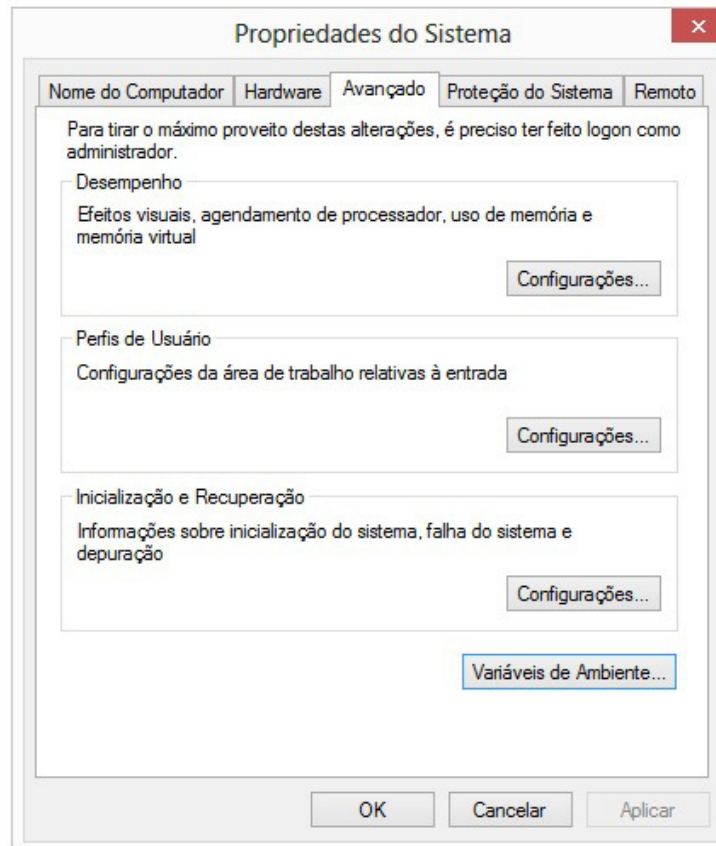 Propriedades do Sistema
Nome do Computador Hardware Avançado Proteção do Sistema Remoto
Para tirar o máximo proveito destas alterações, é preciso ter feito logon como
administrador.
Desempenho
Efeitos visuais, agendamento de processador, uso de memória e
memória virtual
Configurações...
Perfis de Usuário
Configurações da área de trabalho relativas à entrada
Configurações...
Inicialização e Recuperação
Informações sobre inicialização do sistema, falha do sistema e
depuração
Configurações...
Variáveis de Ambiente...
OK Cancelar Aplicar